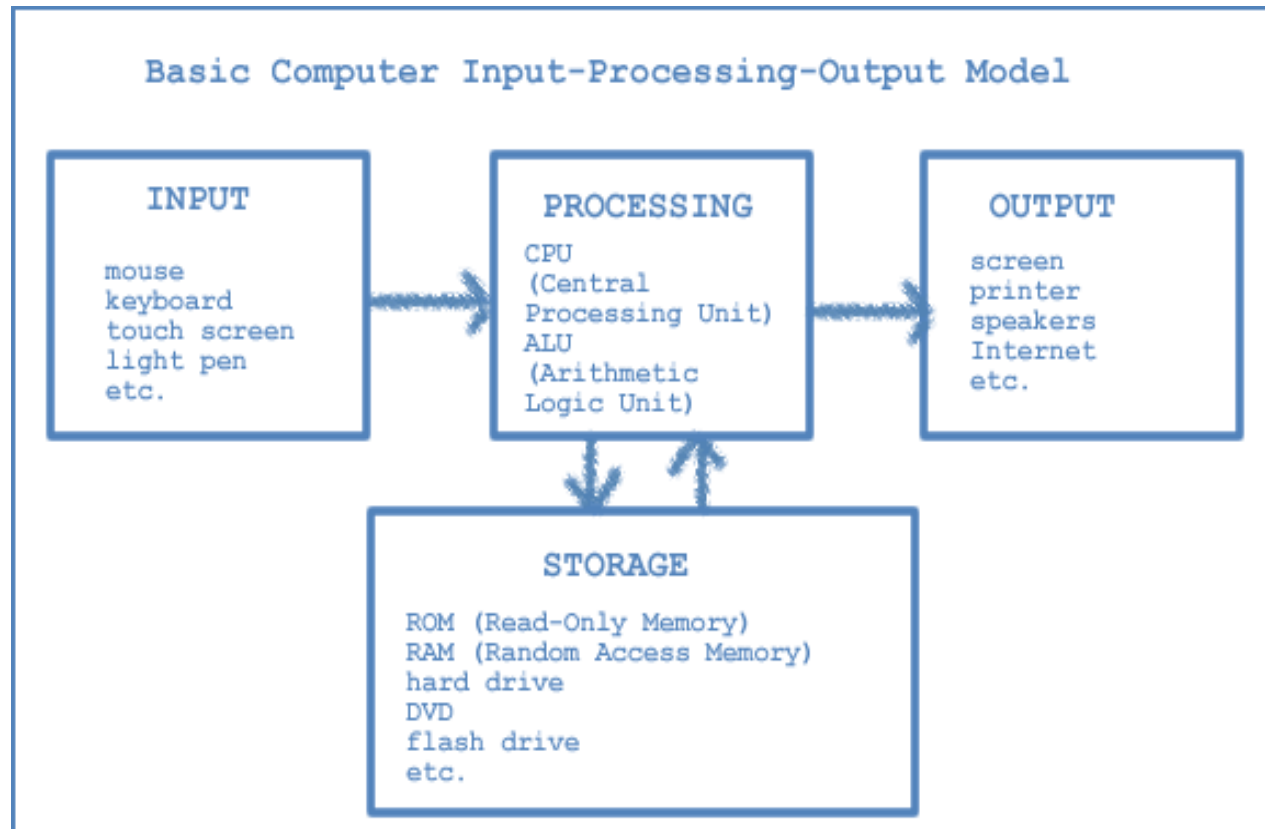 Basic Computer Input-Processing-Output Model
INPUT
mouse
keyboard
touch screen
light pen
etc.
PROCESSING
CPU
(Central
Processing Unit)
ALU
(Arithmetic
Logic Unit)
OUTPUT
screen
printer
speakers
Internet
etc.
STORAGE
ROM (Read-Only Memory)
RAM (Random Access Memory)
hard drive
DVD
flash drive
etc.